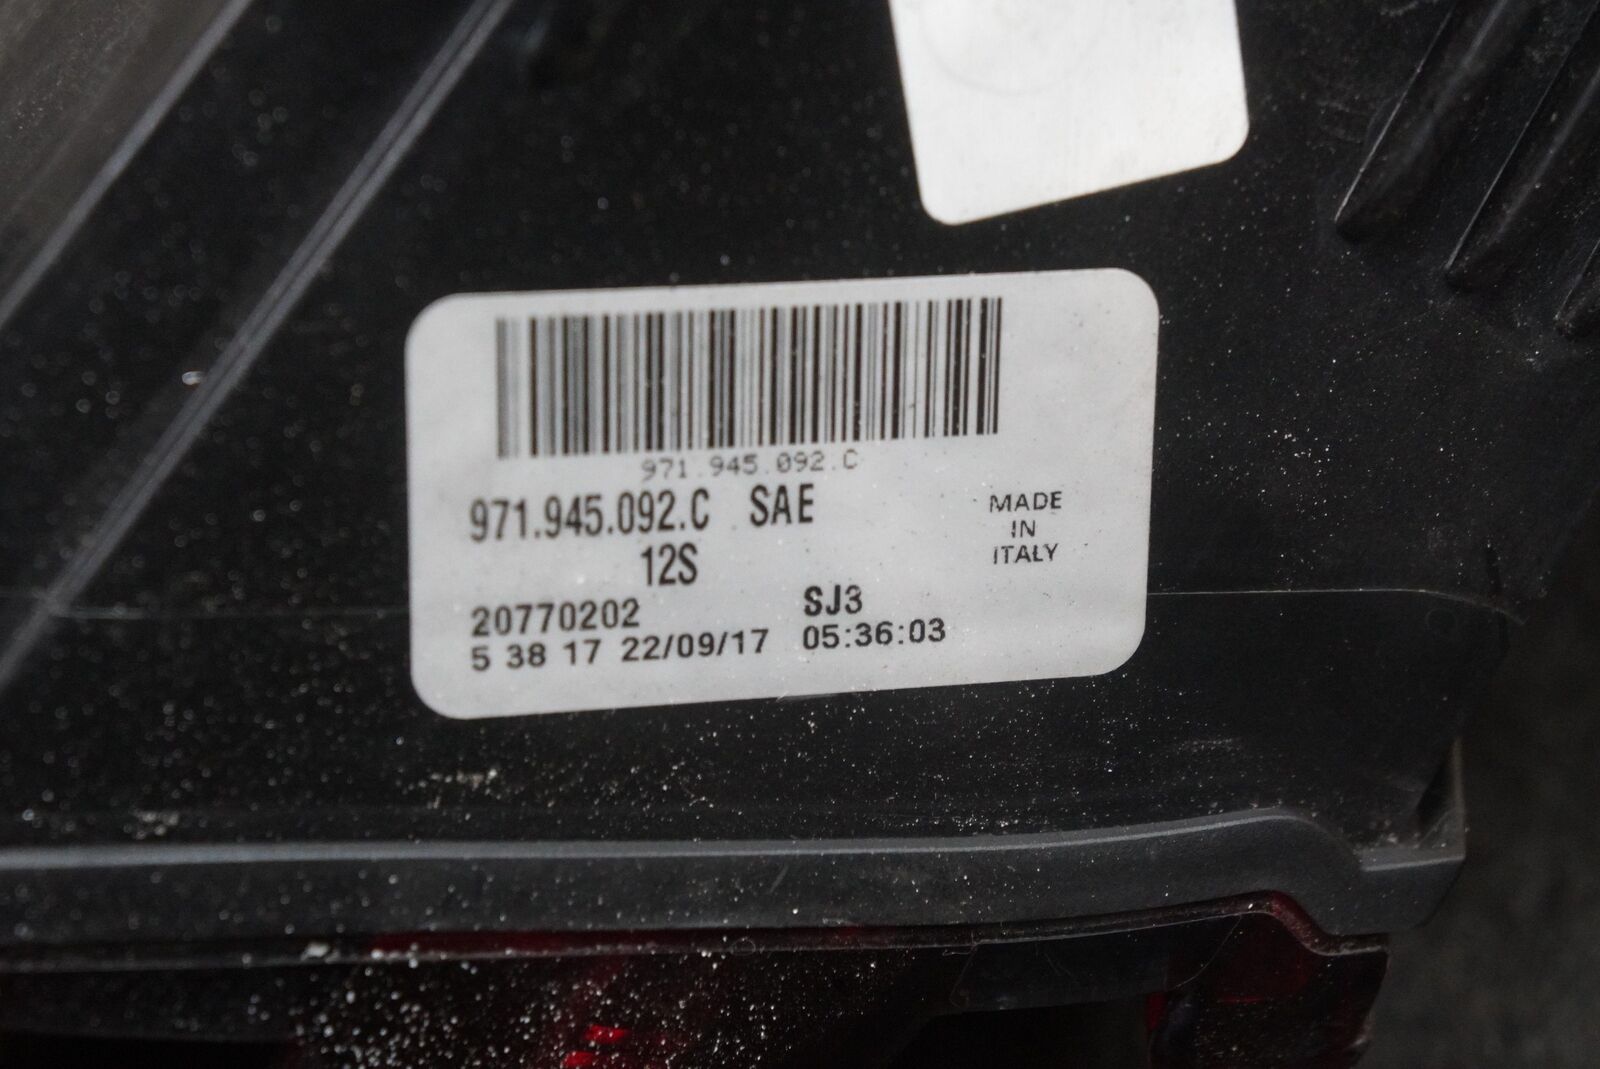 971.945.092.C
971.945.092.C SAE
12S
MADE
IN
ITALY
20770202 SJ3
5 38 17 22/09/17 05:36:03